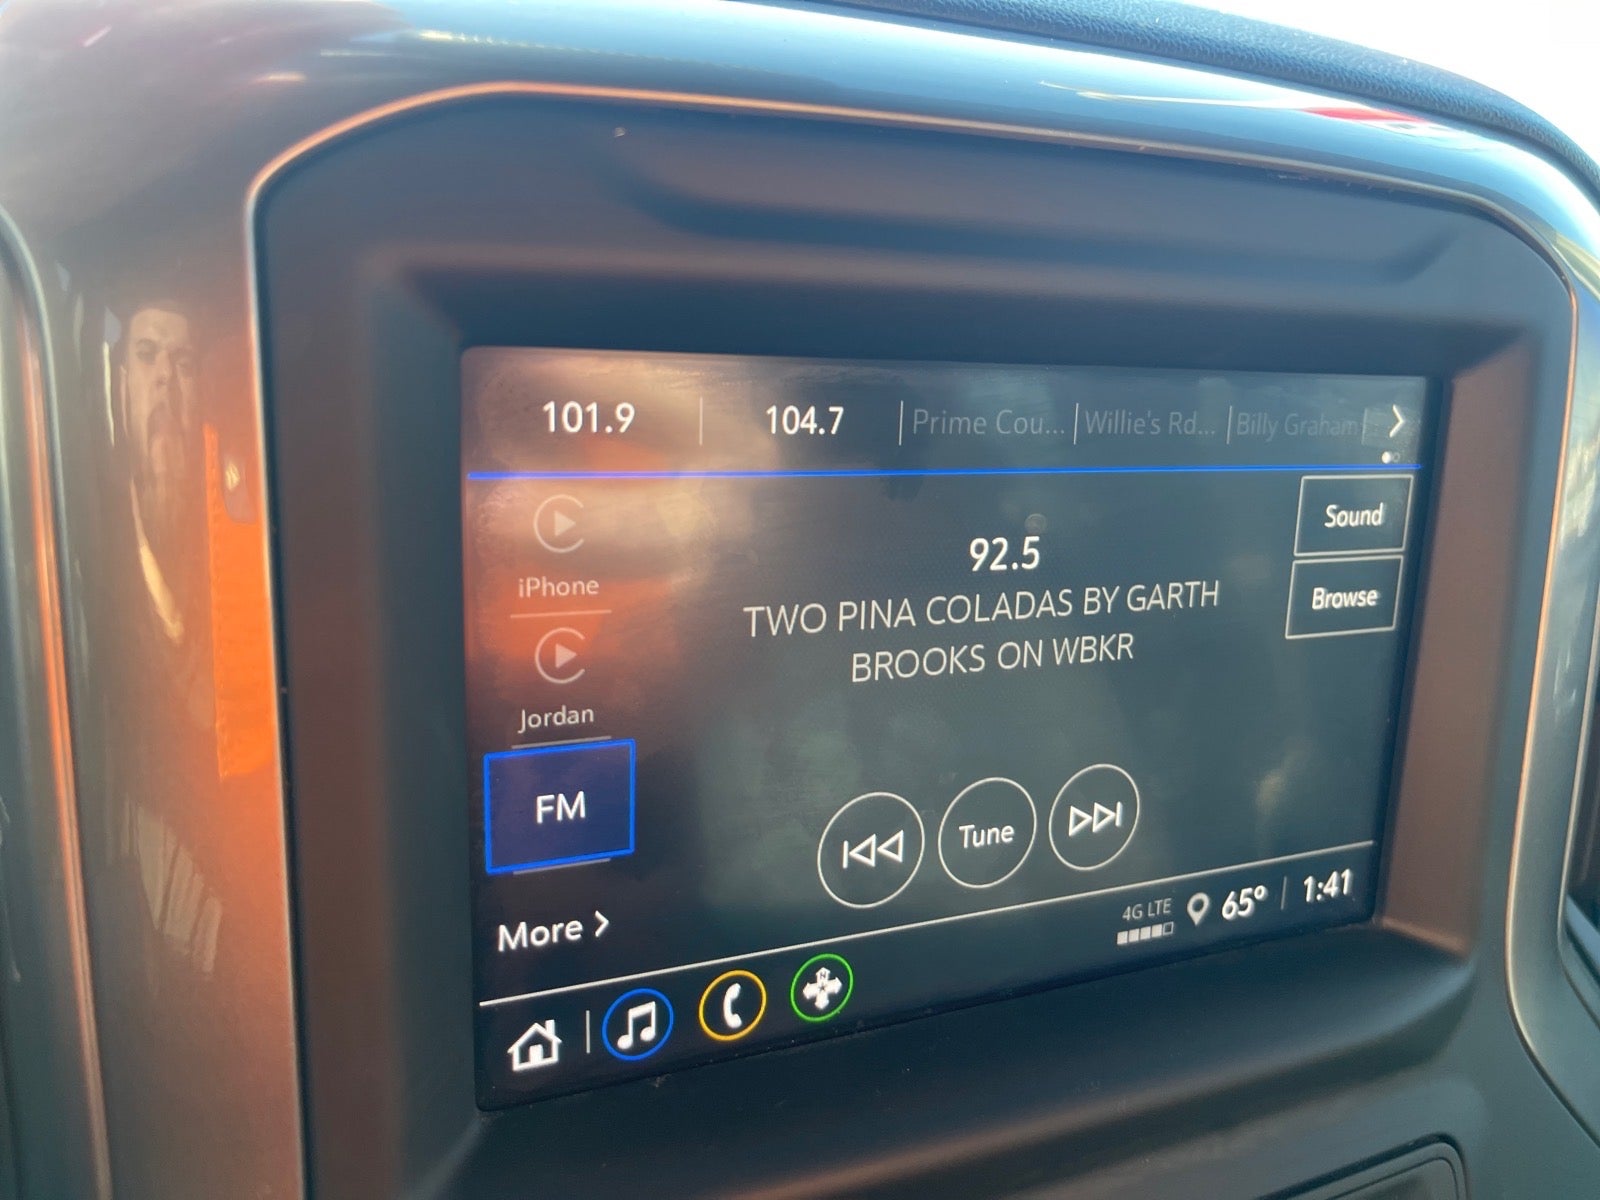 101.9 104.7 Prime Cou... Willie's Rd... Billy Graham
Sound
iPhone
92.5
Browse
TWO PINA COLADAS BY GARTH
BROOKS ON WBKR
Jordan
FM
Tune
More
4G LTE 65° 1:41
N